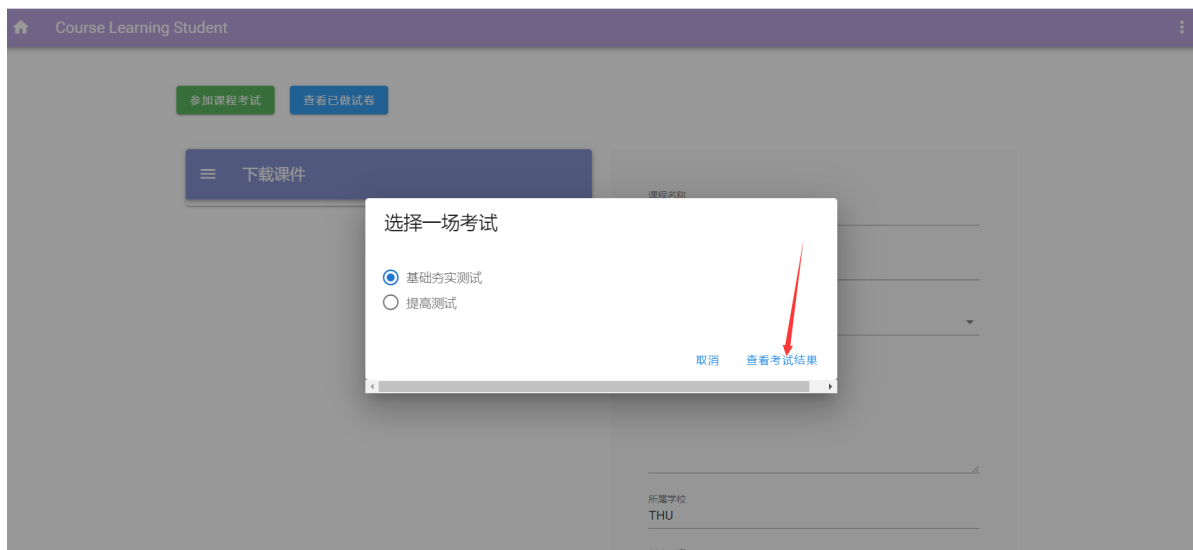 Course Learning Student
参加课程考试 查看已做试卷
下载课件
课程名称
选择一场考试
基础夯实测试
提高测试
取消 查看考试结果
所属学校
THU